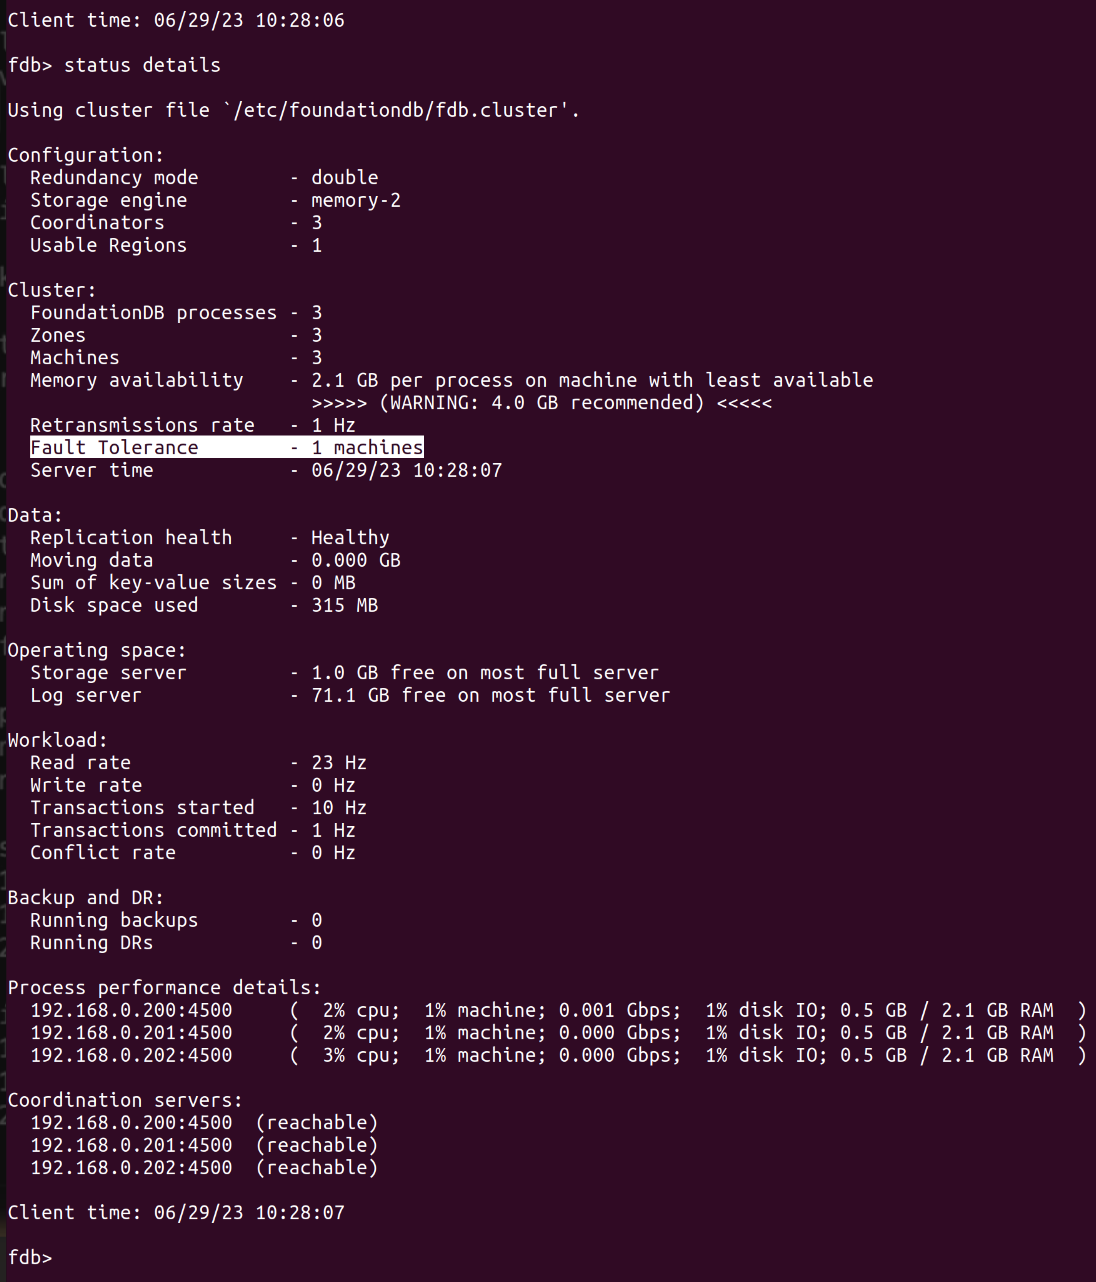 Client time: 06/29/23 10:28:06
fdb> status details
Using cluster file `/etc/foundationdb/fdb.cluster'.
Configuration:
  Redundancy mode        - double
  Storage engine         - memory-2
  Coordinators           - 3
  Usable Regions         - 1
Cluster:
  FoundationDB processes - 3
  Zones                  - 3
  Machines               - 3
  Memory availability    - 2.1 GB per process on machine with least available
                           >>>>> (WARNING: 4.0 GB recommended) <<<<<
  Retransmissions rate   - 1 Hz
  Fault Tolerance        - 1 machines
  Server time            - 06/29/23 10:28:07
Data:
  Replication health     - Healthy
  Moving data            - 0.000 GB
  Sum of key-value sizes - 0 MB
  Disk space used        - 315 MB
Operating space:
  Storage server         - 1.0 GB free on most full server
  Log server             - 71.1 GB free on most full server
Workload:
  Read rate              - 23 Hz
  Write rate             - 0 Hz
  Transactions started   - 10 Hz
  Transactions committed - 1 Hz
  Conflict rate          - 0 Hz
Backup and DR:
  Running backups        - 0
  Running DRs            - 0
Process performance details:
  192.168.0.200:4500     (  2% cpu;  1% machine; 0.001 Gbps;  1% disk IO; 0.5 GB / 2.1 GB RAM  )
  192.168.0.201:4500     (  2% cpu;  1% machine; 0.000 Gbps;  1% disk IO; 0.5 GB / 2.1 GB RAM  )
  192.168.0.202:4500     (  3% cpu;  1% machine; 0.000 Gbps;  1% disk IO; 0.5 GB / 2.1 GB RAM  )
Coordination servers:
  192.168.0.200:4500  (reachable)
  192.168.0.201:4500  (reachable)
  192.168.0.202:4500  (reachable)
Client time: 06/29/23 10:28:07
fdb>